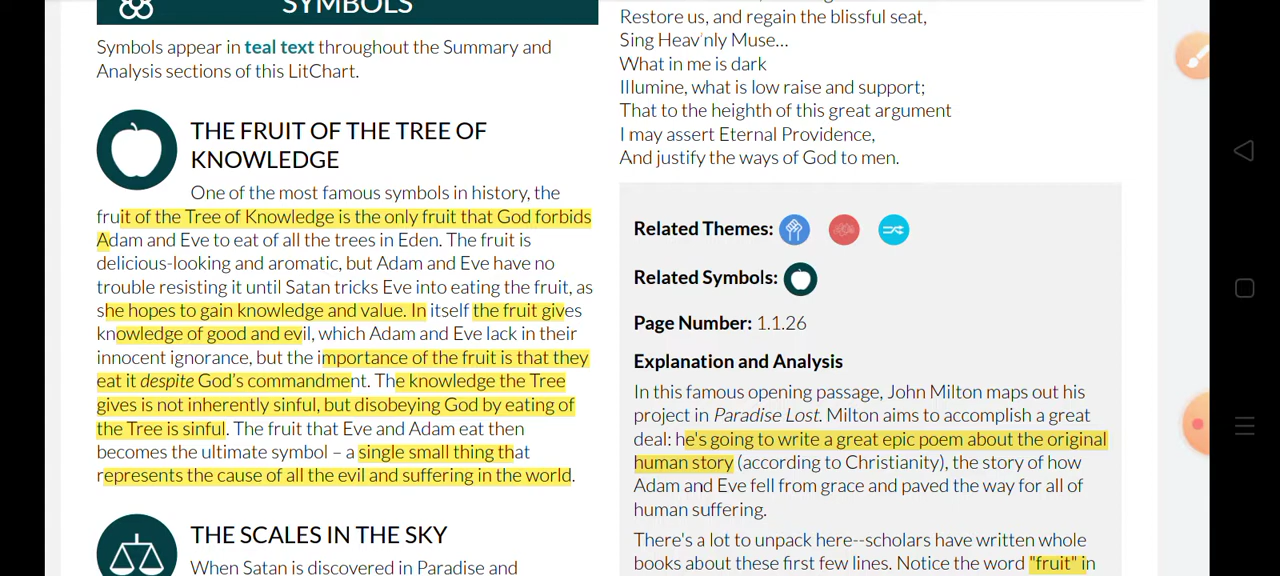 SYMBOLS
Symbols appear in teal text throughout the Summary and
Analysis sections of this LitChart.
THE FRUIT OF THE TREE OF
KNOWLEDGE
One of the most famous symbols in history, the
fruit of the Tree of Knowledge is the only fruit that God forbids
Adam and Eve to eat of all the trees in Eden. The fruit is
delicious-looking and aromatic, but Adam and Eve have no
trouble resisting it until Satan tricks Eve into eating the fruit, as
she hopes to gain knowledge and value. In itself the fruit gives
knowledge of good and evil, which Adam and Eve lack in their
innocent ignorance, but the importance of the fruit is that they
eat it despite God's commandment. The knowledge the Tree
gives is not inherently sinful, but disobeying God by eating of
the Tree is sinful. The fruit that Eve and Adam eat then
becomes the ultimate symbol – a single small thing that
represents the cause of all the evil and suffering in the world.
THE SCALES IN THE SKY
When Satan is discovered in Paradise and
Restore us, and regain the blissful seat,
Sing Heav'nly Muse...
What in me is dark
Illumine, what is low raise and support;
That to the heighth of this great argument
I may assert Eternal Providence,
And justify the ways of God to men.
Related Themes:
Related Symbols:
Page Number: 1.1.26
Explanation and Analysis
In this famous opening passage, John Milton maps out his
project in Paradise Lost. Milton aims to accomplish a great
deal: he's going to write a great epic poem about the original
human story (according to Christianity), the story of how
Adam and Eve fell from grace and paved the way for all of
human suffering.
There's a lot to unpack here--scholars have written whole
books about these first few lines. Notice the word "fruit" in